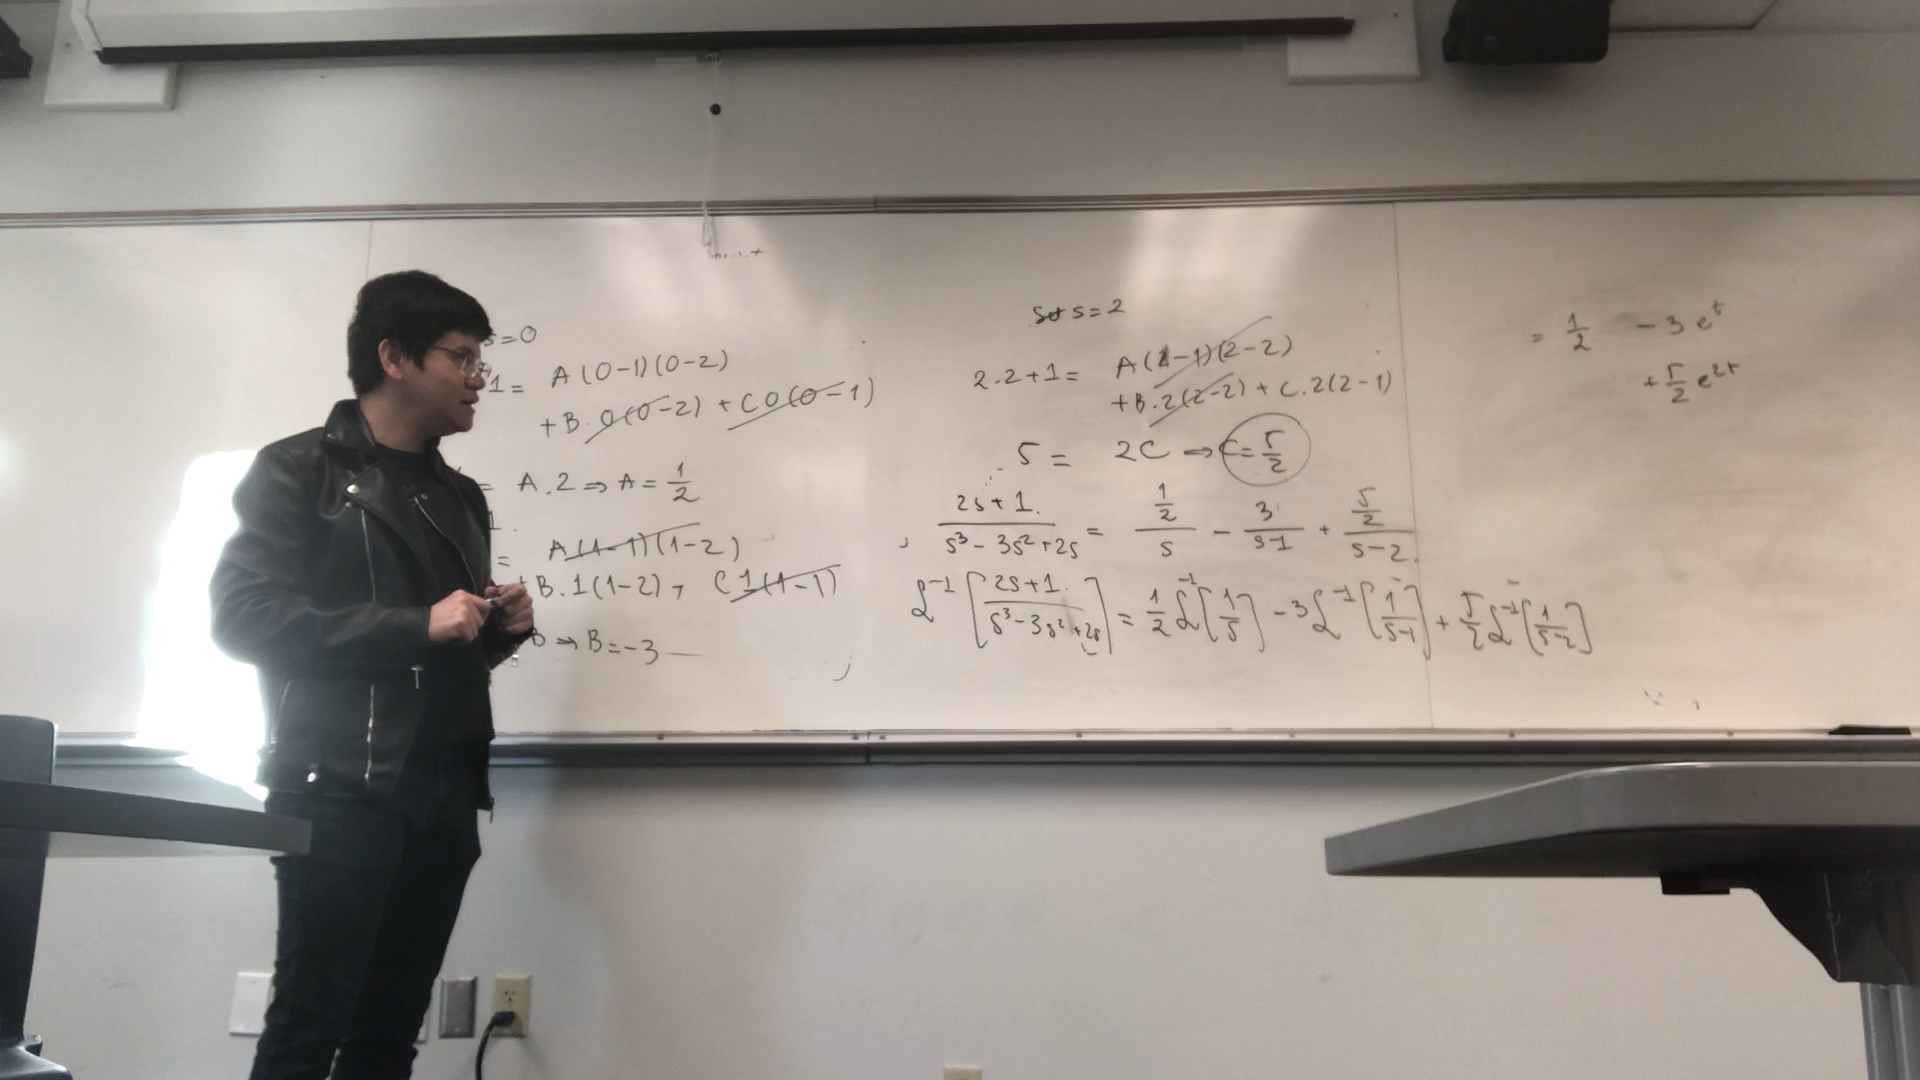 s=0
1 = A(0-1)(0-2)
+B.0(0-2) + C0(0-1)
= A.2 ⇒ A = 1/2
1.
= A(1-1)(1-2)
+B.1(1-2) + C1(1-1)
B ⇒ B=-3
Set s=2
2.2+1= A(2-1)(2-2)
+B.2(2-2) + C.2(2-1)
5 = 2C ⇒ C=5/2
2s+1/s³-3s²+2s = 1/2/s - 3/s-1 + 5/2/s-2
ℒ⁻¹[2s+1/s³-3s²+2s] = 1/2 ℒ⁻¹[1/s] -3ℒ⁻¹[1/s-1] + 5/2 ℒ⁻¹[1/s-2]
= 1/2 -3e^t
+5/2 e^2t